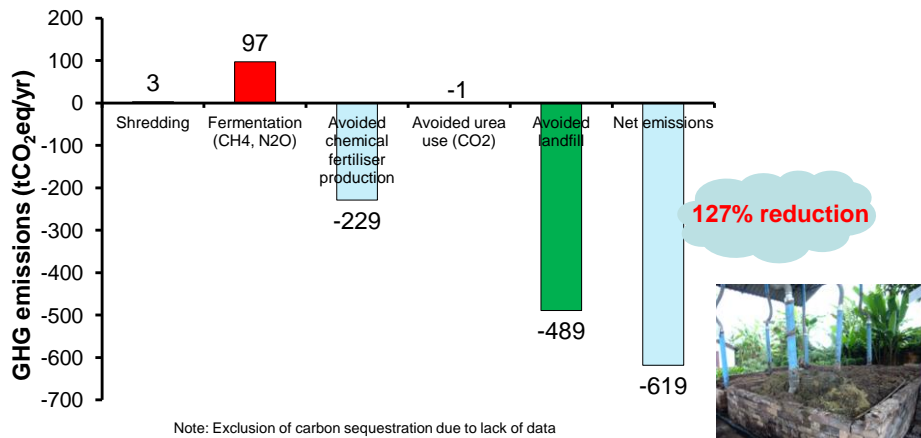 GHG emissions (tCO₂eq/yr)
200
100
0
-100
-200
-300
-400
-500
-600
-700
3
97
-229
-1
-489
-619
Shredding
Fermentation
(CH4, N2O)
Avoided
chemical
fertiliser
production
Avoided urea
use (CO2)
Avoided
landfill
Net emissions
127% reduction
Note: Exclusion of carbon sequestration due to lack of data